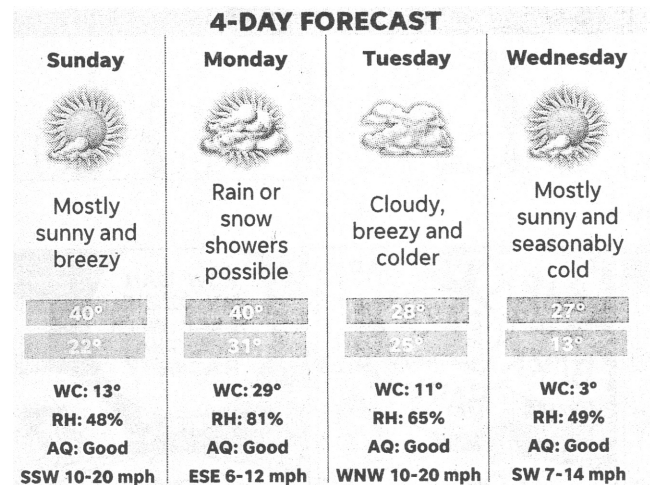 4-DAY FORECAST
Sunday
Mostly
sunny and
breezy
40°
22°
WC: 13°
RH: 48%
AQ: Good
SSW 10-20 mph
Monday
Rain or
snow
showers
possible
40°
31°
WC: 29°
RH: 81%
AQ: Good
ESE 6-12 mph
Tuesday
Cloudy,
breezy and
colder
28°
25°
WC: 11°
RH: 65%
AQ: Good
WNW 10-20 mph
Wednesday
Mostly
sunny and
seasonably
cold
27°
13°
WC: 3°
RH: 49%
AQ: Good
SW 7-14 mph